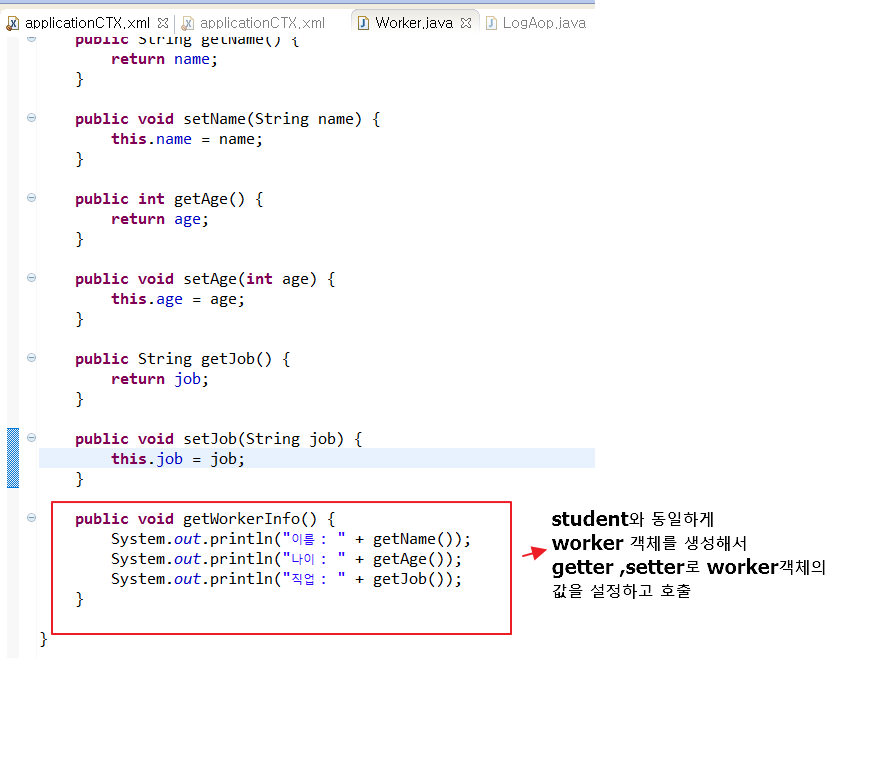 applicationCTX.xml applicationCTX.xml Worker.java LogAop.java
public String getName() {
return name;
}
public void setName(String name) {
this.name = name;
}
public int getAge() {
return age;
}
public void setAge(int age) {
this.age = age;
}
public String getJob() {
return job;
}
public void setJob(String job) {
this.job = job;
}
public void getWorkerInfo() {
System.out.println("이름 : " + getName());
System.out.println("나이 : " + getAge());
System.out.println("직업 : " + getJob());
}
}
student와 동일하게
worker 객체를 생성해서
getter ,setter로 worker객체의
값을 설정하고 호출